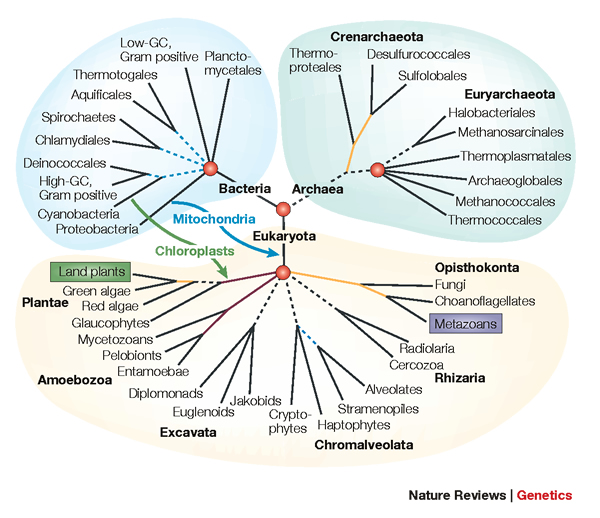 Low-GC,
Gram positive
Plancto-
mycetales
Thermotogales
Aquificales
Spirochaetes
Chlamydiales
Deinococcales
High-GC,
Gram positive
Cyanobacteria
Proteobacteria
Bacteria
Crenarchaeota
Thermo-
proteales
Desulfurococcales
Sulfolobales
Euryarchaeota
Halobacteriales
Methanosarcinales
Thermoplasmatales
Archaeoglobales
Methanococcales
Thermococcales
Archaea
Mitochondria
Chloroplasts
Eukaryota
Land plants
Green algae
Plantae
Red algae
Glaucophytes
Mycetozoans
Pelobionts
Entamoebae
Amoebozoa
Diplomonads
Euglenoids
Jakobids
Excavata
Crypto-
phytes
Haptophytes
Stramenopiles
Alveolates
Chromalveolata
Opisthokonta
Fungi
Choanoflagellates
Metazoans
Radiolaria
Cercozoa
Rhizaria
Nature Reviews | Genetics